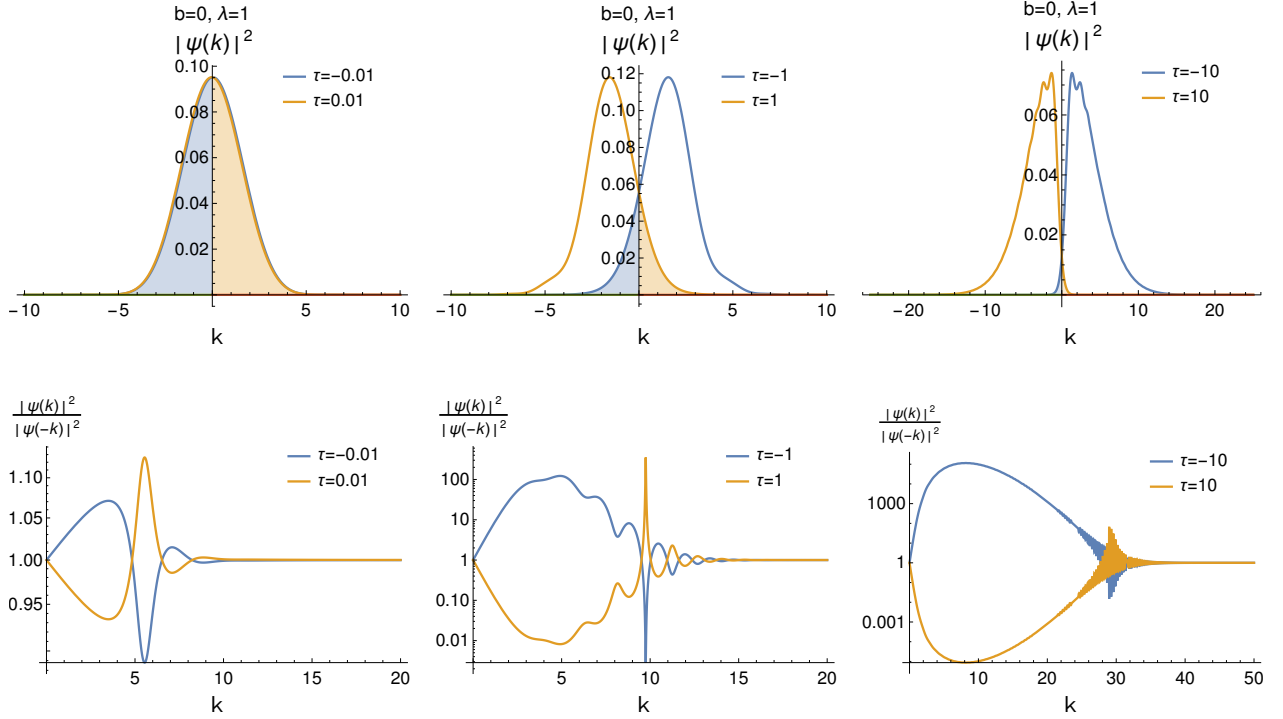 b=0, λ=1
|ψ(k)|²
τ=-0.01
τ=0.01
0.10
0.08
0.06
0.04
0.02
-10 -5 5 10
k
b=0, λ=1
|ψ(k)|²
τ=-1
τ=1
0.12
0.10
0.08
0.06
0.04
0.02
-10 -5 0 5 10
k
b=0, λ=1
|ψ(k)|²
τ=-10
τ=10
0.06
0.04
0.02
-20 -10 0 10 20
k
|ψ(k)|²
|ψ(-k)|²
τ=-0.01
τ=0.01
1.10
1.05
1.00
0.95
5 10 15 20
k
|ψ(k)|²
|ψ(-k)|²
τ=-1
τ=1
100
10
1
0.10
0.01
5 10 15 20
k
|ψ(k)|²
|ψ(-k)|²
τ=-10
τ=10
1000
1
0.001
0 10 20 30 40 50
k